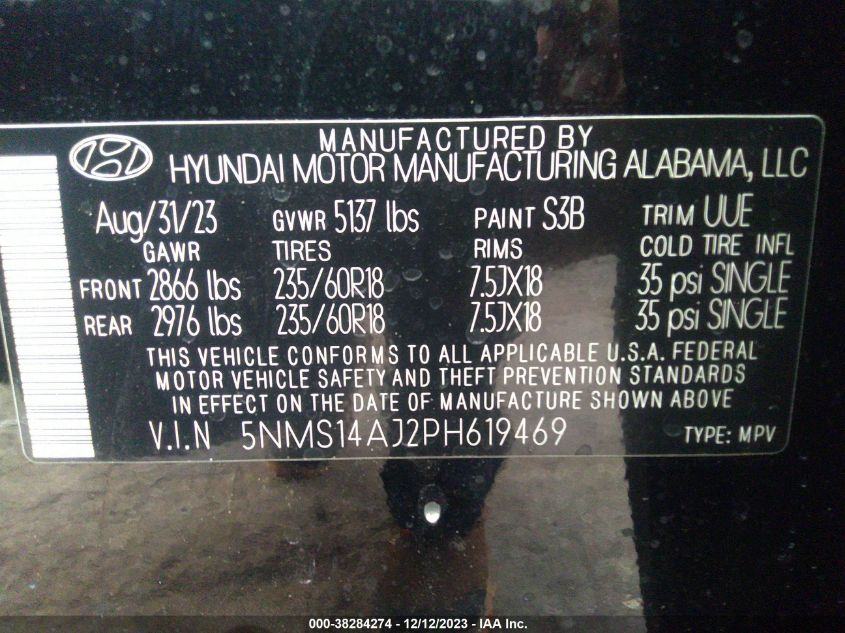 MANUFACTURED BY
HYUNDAI MOTOR MANUFACTURING ALABAMA, LLC
Aug/31/23 GVWR 5137 lbs PAINT S3B TRIM UUE
GAWR TIRES RIMS COLD TIRE INFL
FRONT 2866 lbs 235/60R18 7.5JX18 35 psi SINGLE
REAR 2976 lbs 235/60R18 7.5JX18 35 psi SINGLE
THIS VEHICLE CONFORMS TO ALL APPLICABLE U.S.A. FEDERAL
MOTOR VEHICLE SAFETY AND THEFT PREVENTION STANDARDS
IN EFFECT ON THE DATE OF MANUFACTURE SHOWN ABOVE
V.I.N 5NMS14AJ2PH619469 TYPE: MPV
000-38284274 - 12/12/2023 - IAA Inc.